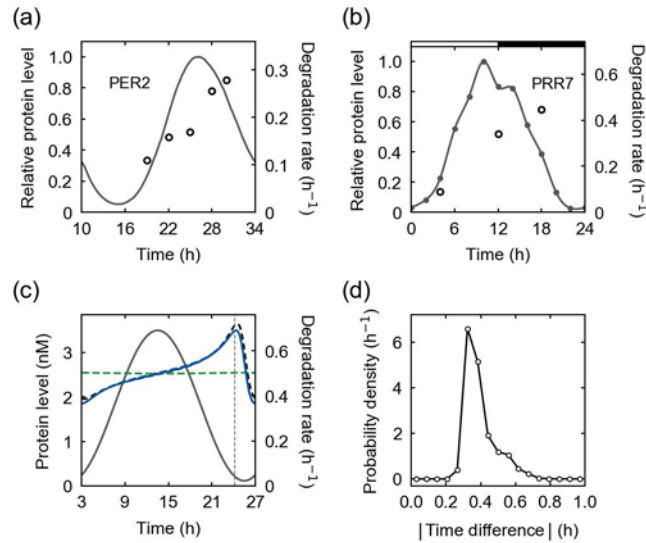 (a)
PER2
Relative protein level
1.0
0.8
0.6
0.4
0.2
0
0.3
0.2
0.1
0
Degradation rate (h⁻¹)
10 16 22 28 34
Time (h)
(b)
PRR7
Relative protein level
1.0
0.8
0.6
0.4
0.2
0
0.6
0.4
0.2
0
Degradation rate (h⁻¹)
0 6 12 18 24
Time (h)
(c)
Protein level (nM)
3
2
1
0
0.6
0.4
0.2
0
Degradation rate (h⁻¹)
3 9 15 21 27
Time (h)
(d)
Probability density (h⁻¹)
6
4
2
0
0.0 0.2 0.4 0.6 0.8 1.0
|Time difference| (h)